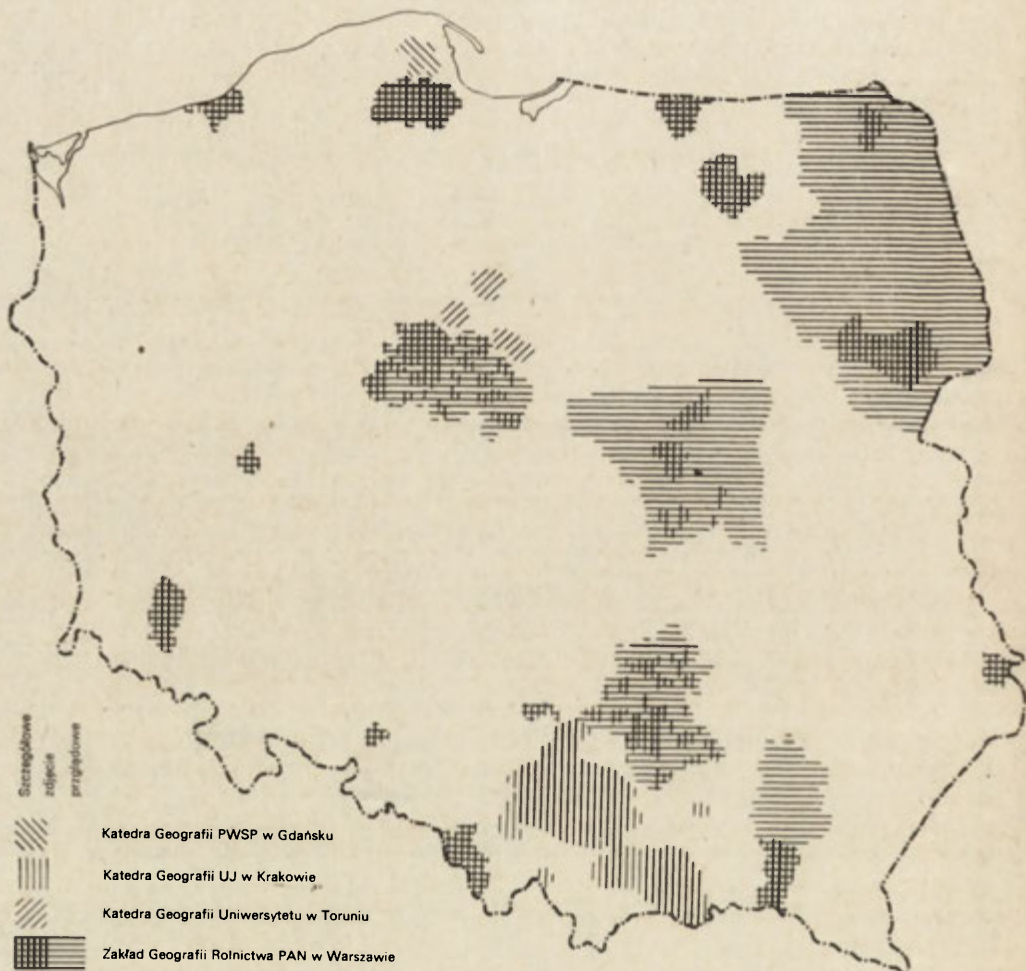 Szczegółowe
zdjęcie
przglądowe
Katedra Geografii PWSP w Gdańsku
Katedra Geografii UJ w Krakowie
Katedra Geografii Uniwersytetu w Toruniu
Zakład Geografii Rolnictwa PAN w Warszawie